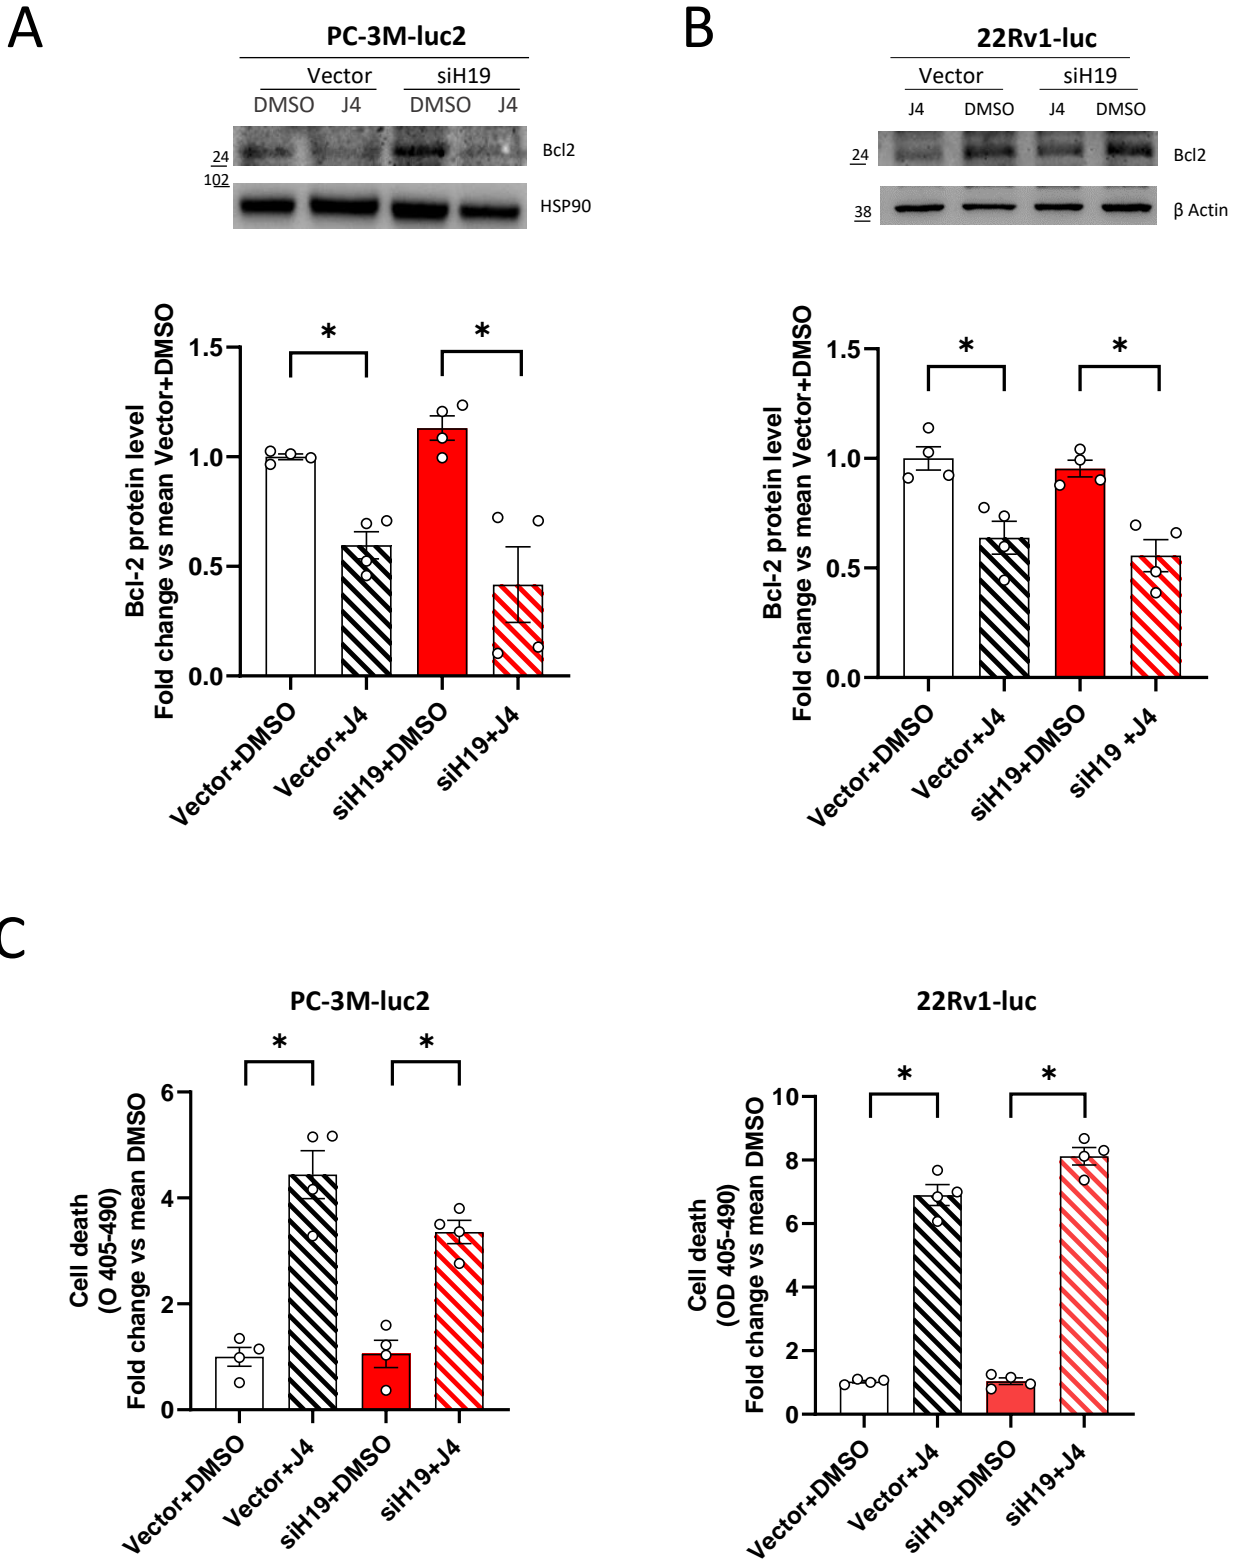 A
PC-3M-luc2
Vector siH19
DMSO J4 DMSO J4
24 Bcl2
102
HSP90
1.5
1.0
0.5
0.0
Bcl-2 protein level
Fold change vs mean Vector+DMSO
* *
Vector+DMSO
Vector+J4
siH19+DMSO
siH19+J4
B
22Rv1-luc
Vector siH19
J4 DMSO J4 DMSO
24 Bcl2
38 β Actin
1.5
1.0
0.5
0.0
Bcl-2 protein level
Fold change vs mean Vector+DMSO
* *
Vector+DMSO
Vector+J4
siH19+DMSO
siH19 +J4
C
PC-3M-luc2
* *
6
4
2
0
Cell death
(O 405-490)
Fold change vs mean DMSO
Vector+DMSO
Vector+J4
siH19+DMSO
siH19+J4
22Rv1-luc
* *
10
8
6
4
2
0
Cell death
(OD 405-490)
Fold change vs mean DMSO
Vector+DMSO
Vector+J4
siH19+DMSO
siH19+J4